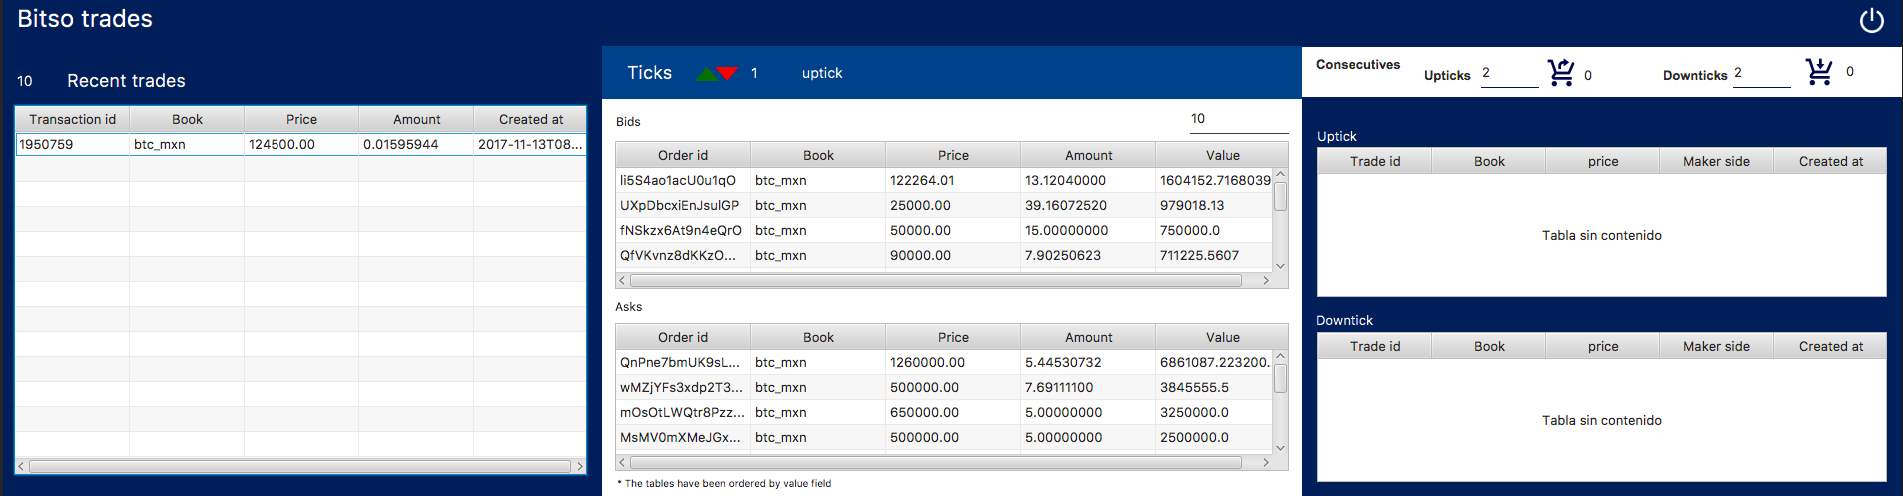 Bitso trades
10 Recent trades
Transaction id Book Price Amount Created at
1950759 btc_mxn 124500.00 0.01595944 2017-11-13T08...
Ticks 1 uptick
Bids 10
Order id Book Price Amount Value
li5S4ao1acU0u1qO btc_mxn 122264.01 13.12040000 1604152.7168039
UXpDbcxiEnJsulGP btc_mxn 25000.00 39.16072520 979018.13
fNSkzx6At9n4eQrO btc_mxn 50000.00 15.00000000 750000.0
QfVKvnz8dKKzO... btc_mxn 90000.00 7.90250623 711225.5607
Asks
Order id Book Price Amount Value
QnPne7bmUK9sL... btc_mxn 1260000.00 5.44530732 6861087.223200.
wMZjYFs3xdp2T3... btc_mxn 500000.00 7.69111100 3845555.5
mOsOtLWQtr8Pzz... btc_mxn 650000.00 5.00000000 3250000.0
MsMV0mXMeJGx... btc_mxn 500000.00 5.00000000 2500000.0
* The tables have been ordered by value field
Consecutives Upticks 2 0 Downticks 2 0
Uptick
Trade id Book price Maker side Created at
Tabla sin contenido
Downtick
Trade id Book price Maker side Created at
Tabla sin contenido